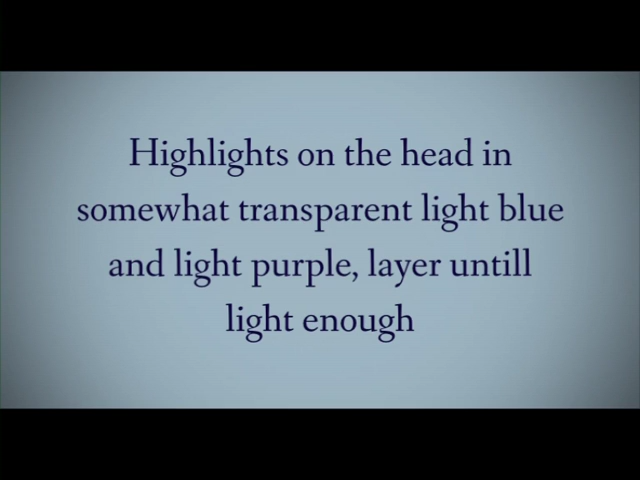 Highlights on the head in
somewhat transparent light blue
and light purple, layer untill
light enough